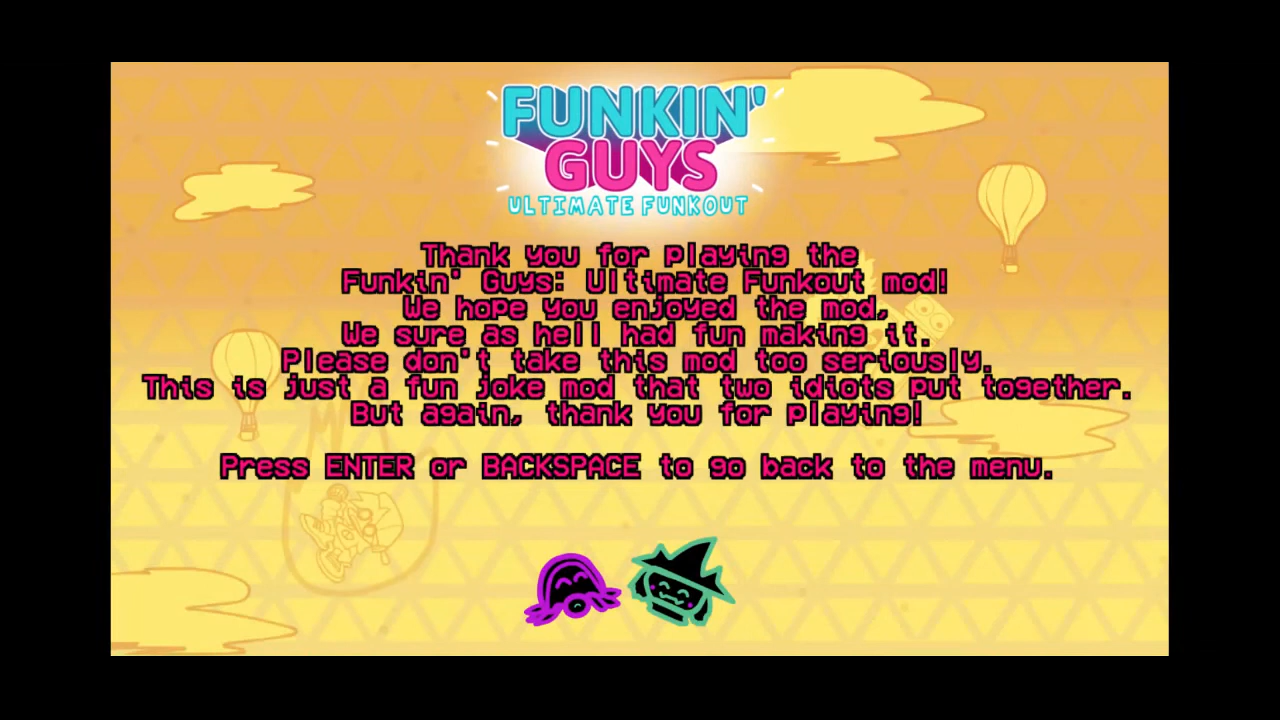 FUNKIN'
GUYS
ULTIMATE FUNKOUT
Thank you for playing the
Funkin' Guys: Ultimate Funkout mod!
We hope you enjoyed the mod,
We sure as hell had fun making it.
Please don't take this mod too seriously.
This is just a fun joke mod that two idiots put together.
But again, thank you for playing!
Press ENTER or BACKSPACE to go back to the menu.